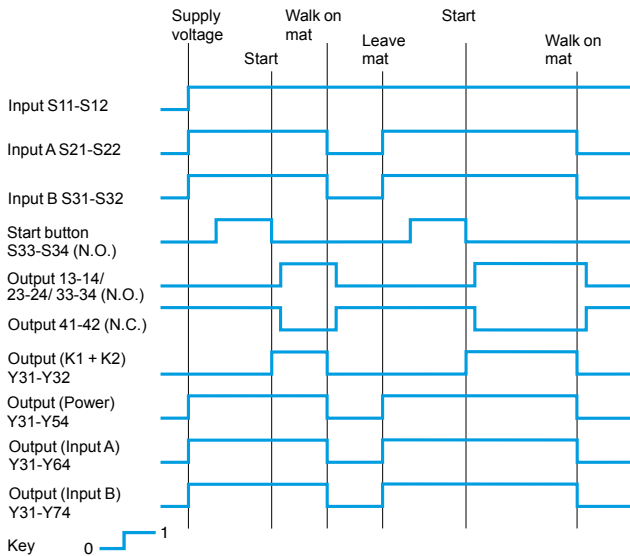 Supply
voltage
Walk on
mat
Start
Start
Leave
mat
Walk on
mat
Input S11-S12
Input A S21-S22
Input B S31-S32
Start button
S33-S34 (N.O.)
Output 13-14/
23-24/ 33-34 (N.O.)
Output 41-42 (N.C.)
Output (K1 + K2)
Y31-Y32
Output (Power)
Y31-Y54
Output (Input A)
Y31-Y64
Output (Input B)
Y31-Y74
Key 0 1